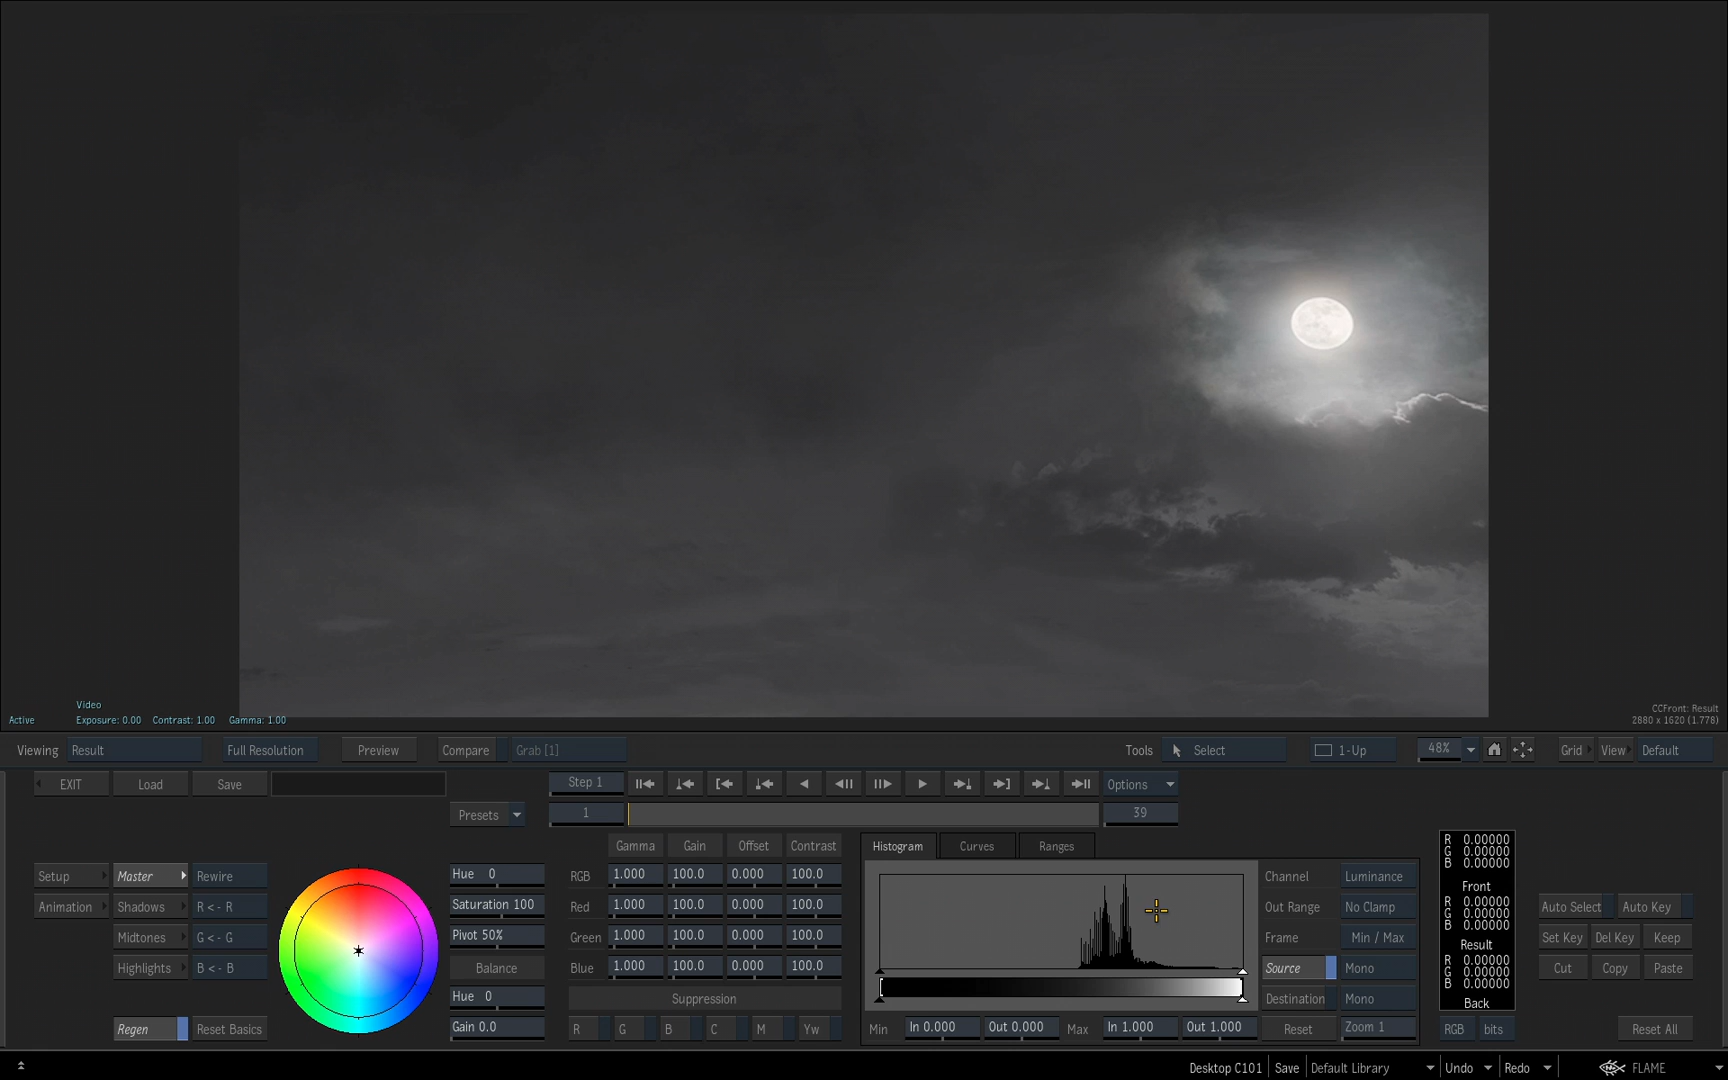 Video
Active Exposure: 0.00 Contrast: 1.00 Gamma: 1.00
CCFront: Result
2880 x 1620 (1.778)
Viewing Result Full Resolution Preview Compare Grab [1] Tools Select 1-Up 48% Grid View Default
EXIT Load Save Step 1 Options
Presets 1 39
Gamma Gain Offset Contrast Histogram Curves Ranges
Setup Master Rewire Hue 0 RGB 1.000 100.0 0.000 100.0 Channel Luminance
Animation Shadows R <- R Saturation 100 Red 1.000 100.0 0.000 100.0 Out Range No Clamp
Midtones G <- G Pivot 50% Green 1.000 100.0 0.000 100.0 Frame Min / Max
Highlights B <- B Balance Blue 1.000 100.0 0.000 100.0 Source Mono
Hue 0 Suppression Destination Mono
Regen Reset Basics Gain 0.0 R G B C M Yw Min In 0.000 Out 0.000 Max In 1.000 Out 1.000 Reset Zoom 1
R 0.00000
G 0.00000
B 0.00000
Front
R 0.00000
G 0.00000
B 0.00000
Result
R 0.00000
G 0.00000
B 0.00000
Back
RGB bits
Auto Select Auto Key
Set Key Del Key Keep
Cut Copy Paste
Reset All
Desktop C101 Save Default Library Undo Redo FLAME